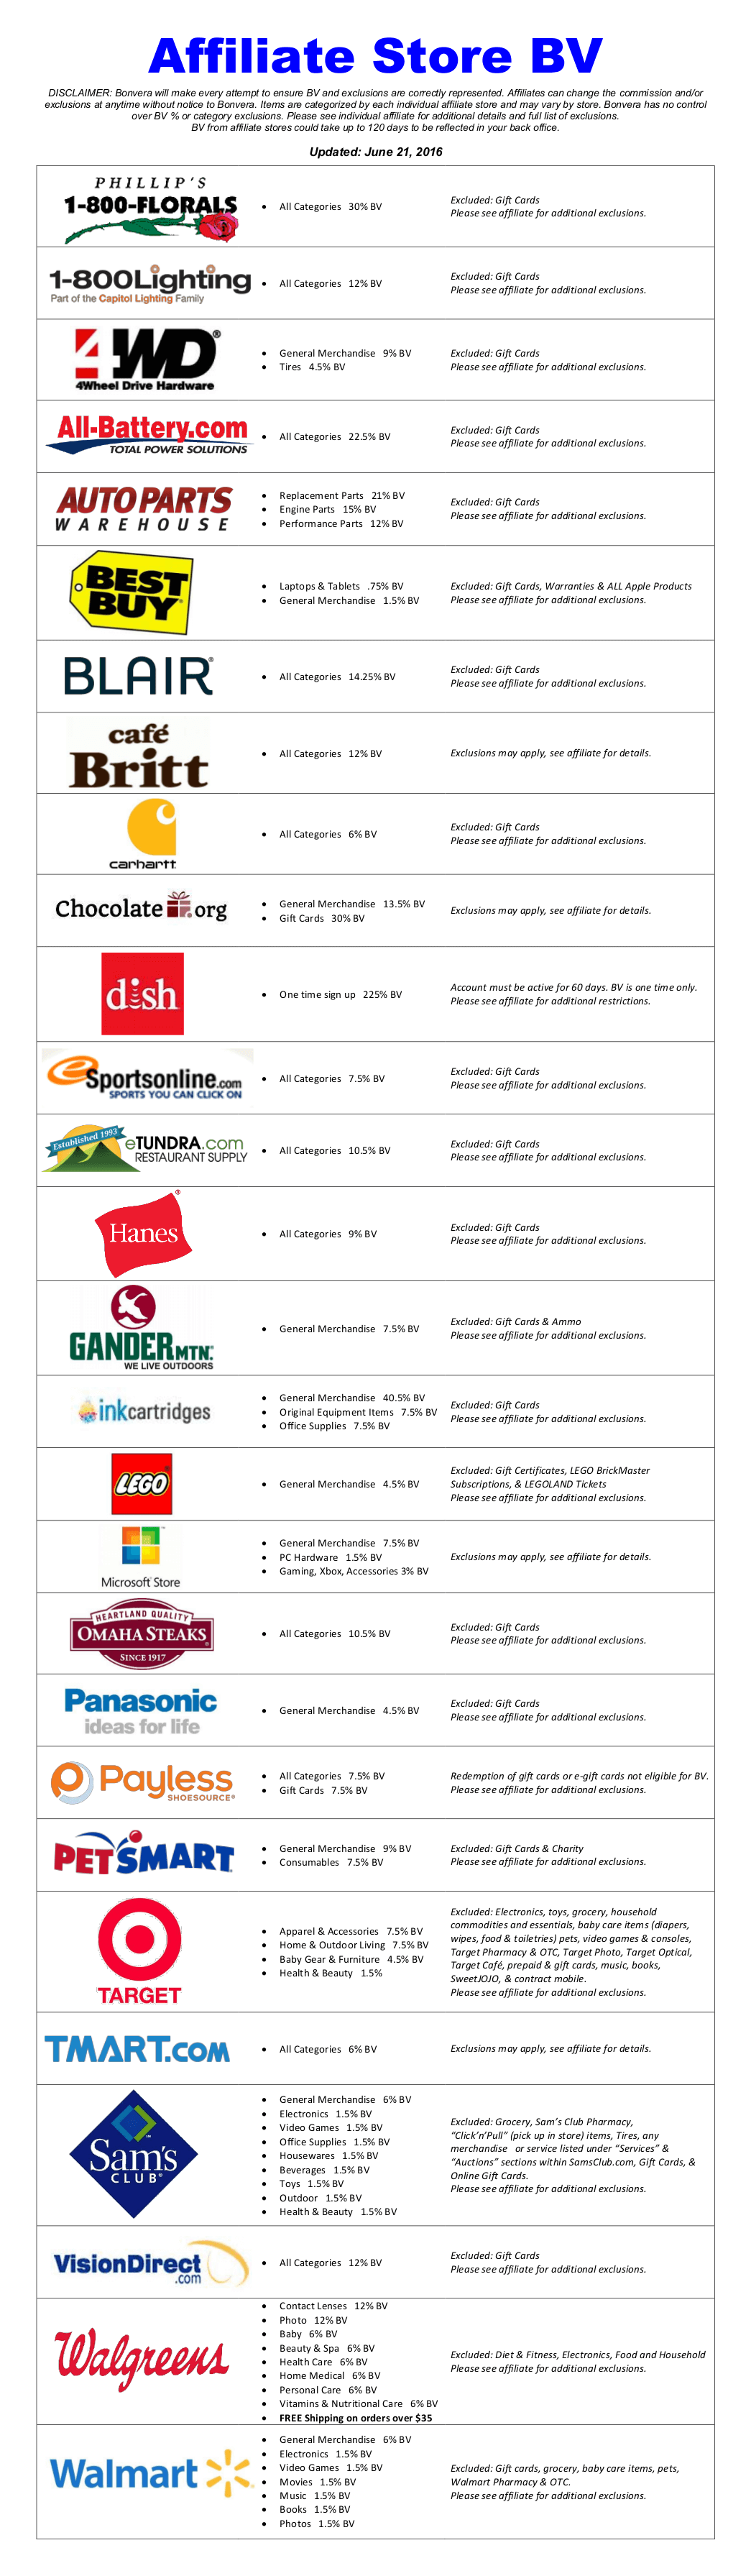 Affiliate Store BV
DISCLAIMER: Bonvera will make every attempt to ensure BV and exclusions are correctly represented. Affiliates can change the commission and/or
exclusions at anytime without notice to Bonvera. Items are categorized by each individual affiliate store and may vary by store. Bonvera has no control
over BV % or category exclusions. Please see individual affiliate for additional details and full list of exclusions.
BV from affiliate stores could take up to 120 days to be reflected in your back office.
Updated: June 21, 2016
PHILLIP'S
1-800-FLORALS
• All Categories 30% BV
Excluded: Gift Cards
Please see affiliate for additional exclusions.
1-800Lighting
Part of the Capitol Lighting Family
• All Categories 12% BV
Excluded: Gift Cards
Please see affiliate for additional exclusions.
4WD®
4Wheel Drive Hardware
• General Merchandise 9% BV
• Tires 4.5% BV
Excluded: Gift Cards
Please see affiliate for additional exclusions.
All-Battery.com
TOTAL POWER SOLUTIONS
• All Categories 22.5% BV
Excluded: Gift Cards
Please see affiliate for additional exclusions.
AUTO PARTS
WAREHOUSE
• Replacement Parts 21% BV
• Engine Parts 15% BV
• Performance Parts 12% BV
Excluded: Gift Cards
Please see affiliate for additional exclusions.
BEST
BUY
• Laptops & Tablets .75% BV
• General Merchandise 1.5% BV
Excluded: Gift Cards, Warranties & ALL Apple Products
Please see affiliate for additional exclusions.
BLAIR®
• All Categories 14.25% BV
Excluded: Gift Cards
Please see affiliate for additional exclusions.
café
Britt
• All Categories 12% BV
Exclusions may apply, see affiliate for details.
carhartt
• All Categories 6% BV
Excluded: Gift Cards
Please see affiliate for additional exclusions.
Chocolate.org
• General Merchandise 13.5% BV
• Gift Cards 30% BV
Exclusions may apply, see affiliate for details.
dish
• One time sign up 225% BV
Account must be active for 60 days. BV is one time only.
Please see affiliate for additional restrictions.
eSportsonline.com
SPORTS YOU CAN CLICK ON
• All Categories 7.5% BV
Excluded: Gift Cards
Please see affiliate for additional exclusions.
Established 1993
eTUNDRA.com
RESTAURANT SUPPLY
• All Categories 10.5% BV
Excluded: Gift Cards
Please see affiliate for additional exclusions.
Hanes®
• All Categories 9% BV
Excluded: Gift Cards
Please see affiliate for additional exclusions.
GANDER MTN.
WE LIVE OUTDOORS
• General Merchandise 7.5% BV
Excluded: Gift Cards & Ammo
Please see affiliate for additional exclusions.
inkcartridges
• General Merchandise 40.5% BV
• Original Equipment Items 7.5% BV
• Office Supplies 7.5% BV
Excluded: Gift Cards
Please see affiliate for additional exclusions.
LEGO
• General Merchandise 4.5% BV
Excluded: Gift Certificates, LEGO BrickMaster
Subscriptions, & LEGOLAND Tickets
Please see affiliate for additional exclusions.
Microsoft Store
• General Merchandise 7.5% BV
• PC Hardware 1.5% BV
• Gaming, Xbox, Accessories 3% BV
Exclusions may apply, see affiliate for details.
HEARTLAND QUALITY
OMAHA STEAKS
SINCE 1917
• All Categories 10.5% BV
Excluded: Gift Cards
Please see affiliate for additional exclusions.
Panasonic
ideas for life
• General Merchandise 4.5% BV
Excluded: Gift Cards
Please see affiliate for additional exclusions.
Payless
SHOESOURCE®
• All Categories 7.5% BV
• Gift Cards 7.5% BV
Redemption of gift cards or e-gift cards not eligible for BV.
Please see affiliate for additional exclusions.
PETSMART
• General Merchandise 9% BV
• Consumables 7.5% BV
Excluded: Gift Cards & Charity
Please see affiliate for additional exclusions.
TARGET
• Apparel & Accessories 7.5% BV
• Home & Outdoor Living 7.5% BV
• Baby Gear & Furniture 4.5% BV
• Health & Beauty 1.5%
Excluded: Electronics, toys, grocery, household
commodities and essentials, baby care items (diapers,
wipes, food & toiletries) pets, video games & consoles,
Target Pharmacy & OTC, Target Photo, Target Optical,
Target Café, prepaid & gift cards, music, books,
SweetJOJO, & contract mobile.
Please see affiliate for additional exclusions.
TMART.COM
• All Categories 6% BV
Exclusions may apply, see affiliate for details.
Sam's
CLUB®
• General Merchandise 6% BV
• Electronics 1.5% BV
• Video Games 1.5% BV
• Office Supplies 1.5% BV
• Housewares 1.5% BV
• Beverages 1.5% BV
• Toys 1.5% BV
• Outdoor 1.5% BV
• Health & Beauty 1.5% BV
Excluded: Grocery, Sam's Club Pharmacy,
"Click'n'Pull" (pick up in store) items, Tires, any
merchandise or service listed under "Services" &
"Auctions" sections within SamsClub.com, Gift Cards, &
Online Gift Cards.
Please see affiliate for additional exclusions.
VisionDirect
.com
• All Categories 12% BV
Excluded: Gift Cards
Please see affiliate for additional exclusions.
Walgreens
• Contact Lenses 12% BV
• Photo 12% BV
• Baby 6% BV
• Beauty & Spa 6% BV
• Health Care 6% BV
• Home Medical 6% BV
• Personal Care 6% BV
• Vitamins & Nutritional Care 6% BV
• FREE Shipping on orders over $35
Excluded: Diet & Fitness, Electronics, Food and Household
Please see affiliate for additional exclusions.
Walmart
• General Merchandise 6% BV
• Electronics 1.5% BV
• Video Games 1.5% BV
• Movies 1.5% BV
• Music 1.5% BV
• Books 1.5% BV
• Photos 1.5% BV
Excluded: Gift cards, grocery, baby care items, pets,
Walmart Pharmacy & OTC.
Please see affiliate for additional exclusions.